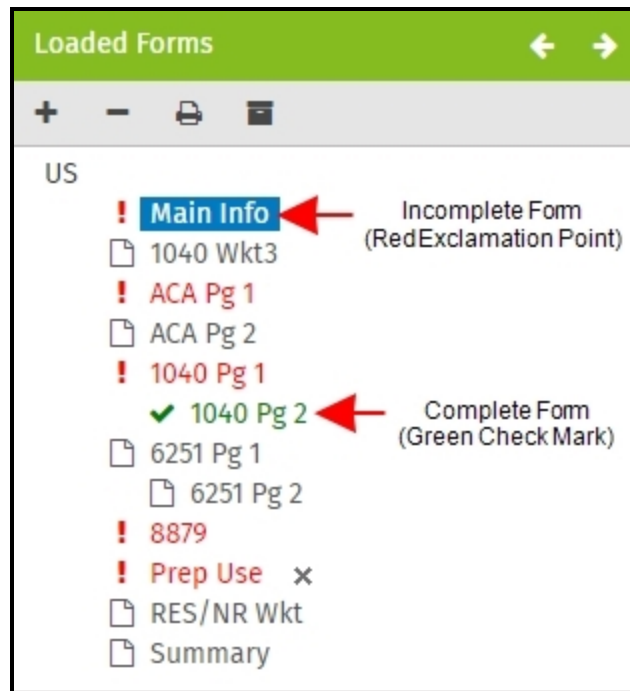 Loaded Forms
US
! Main Info
Incomplete Form
(Red Exclamation Point)
1040 Wkt3
! ACA Pg 1
ACA Pg 2
! 1040 Pg 1
1040 Pg 2
Complete Form
(Green Check Mark)
6251 Pg 1
6251 Pg 2
! 8879
! Prep Use
RES/NR Wkt
Summary